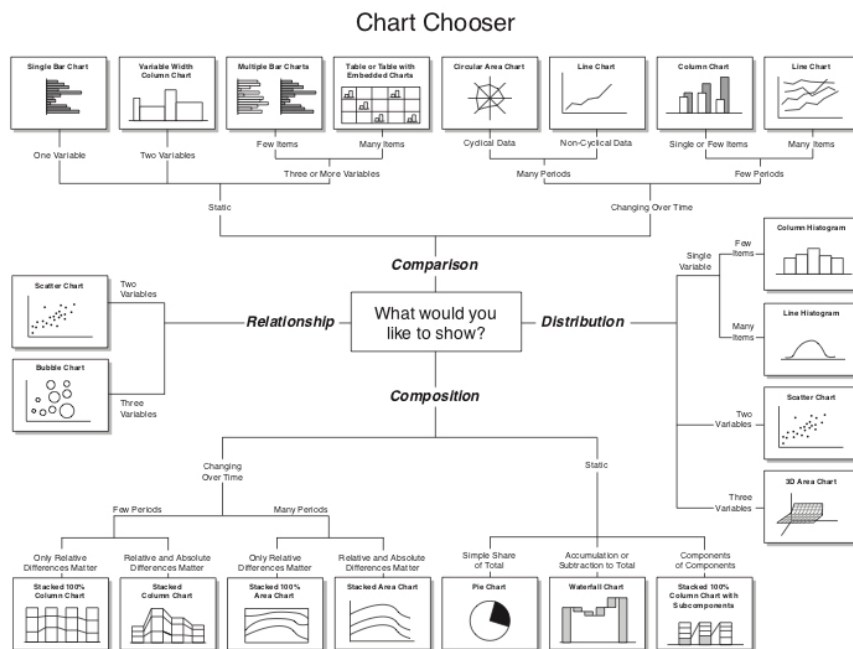 Chart Chooser
Single Bar Chart
Variable Width
Column Chart
Multiple Bar Charts
Table or Table with
Embedded Charts
Circular Area Chart
Line Chart
Column Chart
Line Chart
One Variable
Two Variables
Few Items
Many Items
Cyclical Data
Non-Cyclical Data
Single or Few Items
Many Items
Three or More Variables
Many Periods
Few Periods
Static
Changing Over Time
Comparison
Relationship
What would you
like to show?
Distribution
Composition
Scatter Chart
Two
Variables
Bubble Chart
Three
Variables
Single
Variable
Few
Items
Column Histogram
Many
Items
Line Histogram
Two
Variables
Scatter Chart
Three
Variables
3D Area Chart
Changing
Over Time
Static
Few Periods
Many Periods
Only Relative
Differences Matter
Relative and Absolute
Differences Matter
Only Relative
Differences Matter
Relative and Absolute
Differences Matter
Simple Share
of Total
Accumulation or
Subtraction to Total
Components
of Components
Stacked 100%
Column Chart
Stacked
Column Chart
Stacked 100%
Area Chart
Stacked Area Chart
Pie Chart
Waterfall Chart
Stacked 100%
Column Chart with
Subcomponents